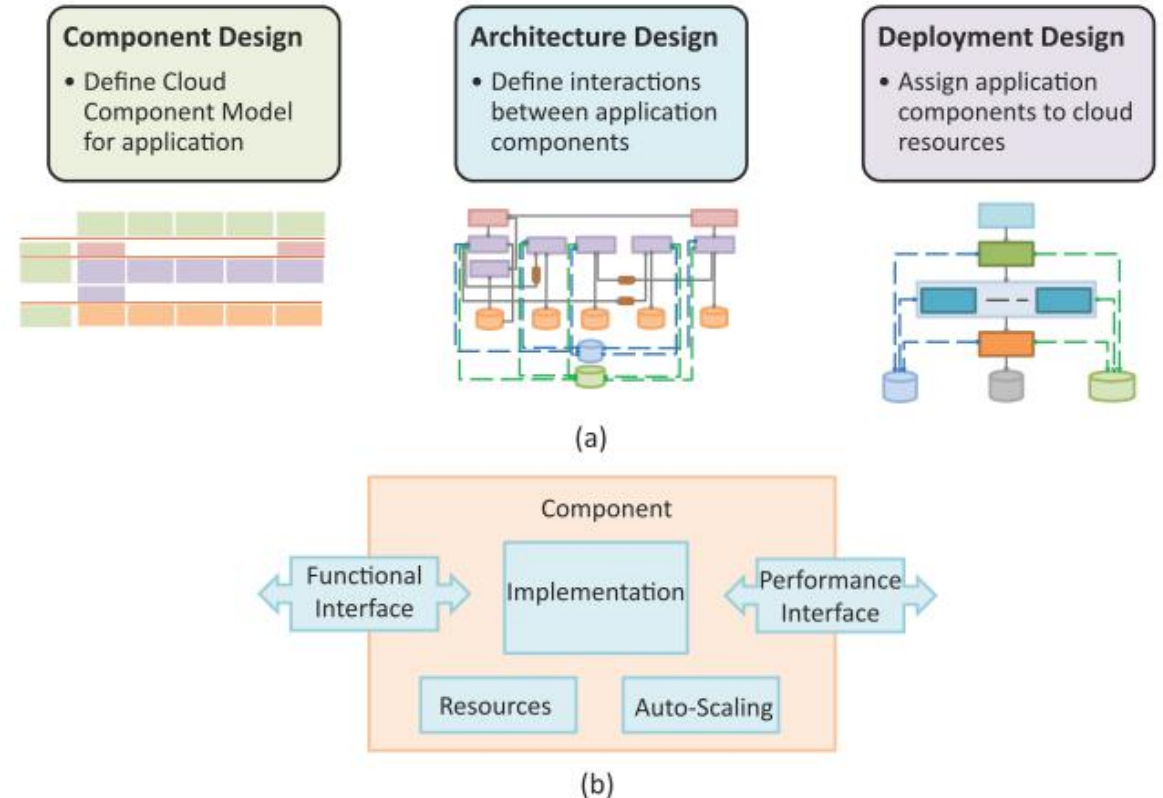 Component Design
• Define Cloud
Component Model
for application
Architecture Design
• Define interactions
between application
components
Deployment Design
• Assign application
components to cloud
resources
(a)
Component
Functional
Interface
Implementation
Performance
Interface
Resources
Auto-Scaling
(b)